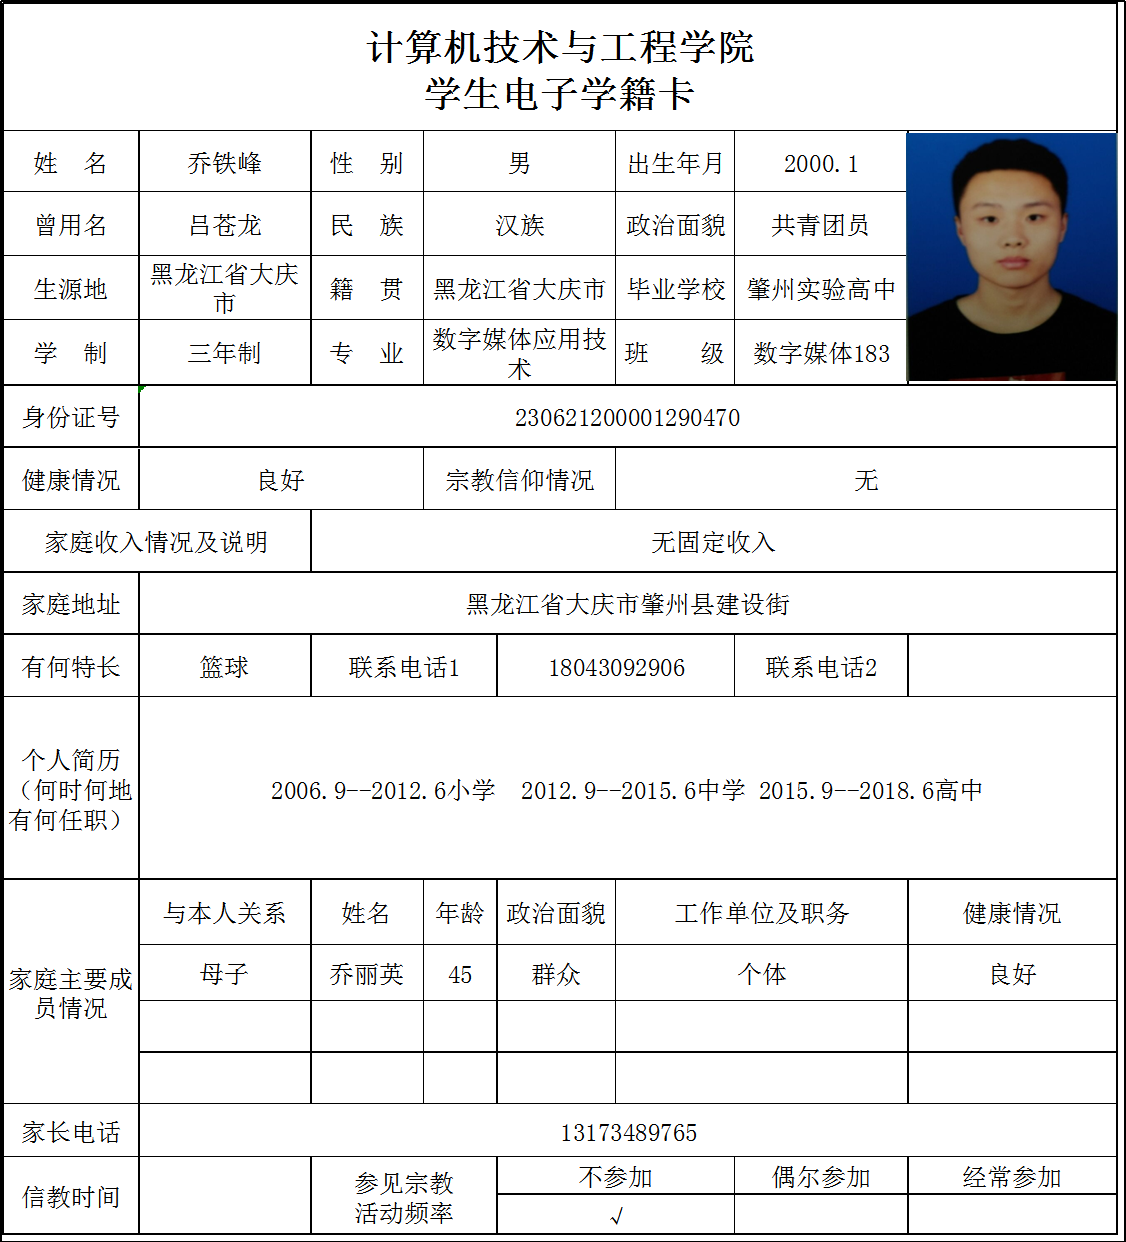 计算机技术与工程学院
学生电子学籍卡
姓 名 乔铁峰 性 别 男 出生年月 2000.1
曾用名 吕苍龙 民 族 汉族 政治面貌 共青团员
生源地 黑龙江省大庆市 籍 贯 黑龙江省大庆市 毕业学校 肇州实验高中
学 制 三年制 专 业 数字媒体应用技术 班 级 数字媒体183
身份证号 230621200001290470
健康情况 良好 宗教信仰情况 无
家庭收入情况及说明 无固定收入
家庭地址 黑龙江省大庆市肇州县建设街
有何特长 篮球 联系电话1 18043092906 联系电话2
个人简历
（何时何地
有何任职）
2006.9--2012.6小学 2012.9--2015.6中学 2015.9--2018.6高中
家庭主要成
员情况
与本人关系 姓名 年龄 政治面貌 工作单位及职务 健康情况
母子 乔丽英 45 群众 个体 良好
家长电话 13173489765
信教时间
参见宗教
活动频率
不参加 偶尔参加 经常参加
√